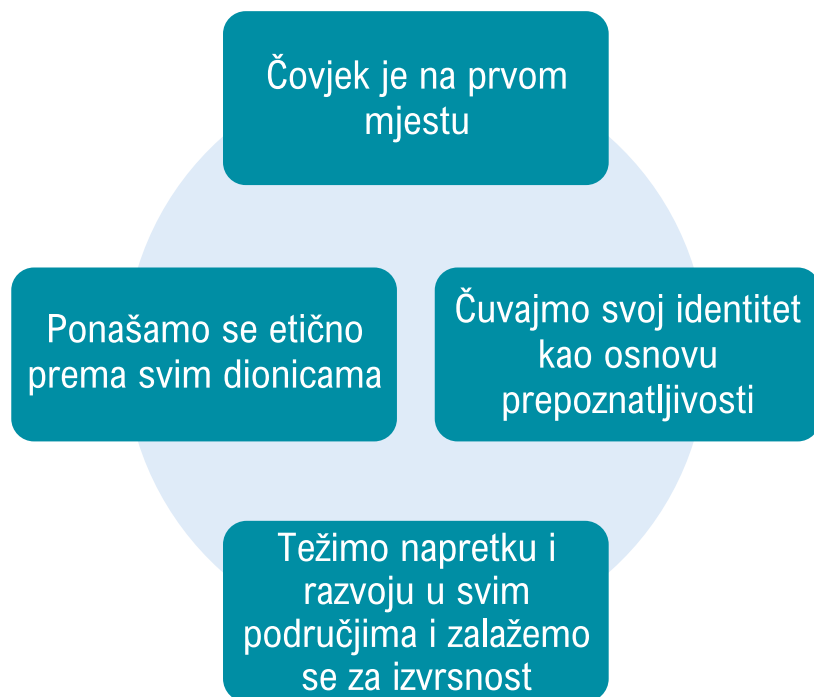 Čovjek je na prvom
mjestu
Ponašamo se etično
prema svim dionicama
Čuvajmo svoj identitet
kao osnovu
prepoznatljivosti
Težimo napretku i
razvoju u svim
područjima i zalažemo
se za izvrsnost